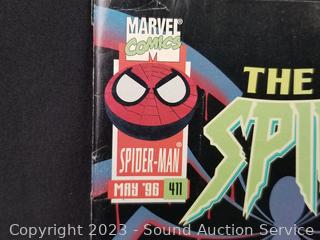 MARVEL
COMICS
M
SPIDER-MAN
MAY '96 411
THE
SPI
Copyright © 2023 - Sound Auction Service